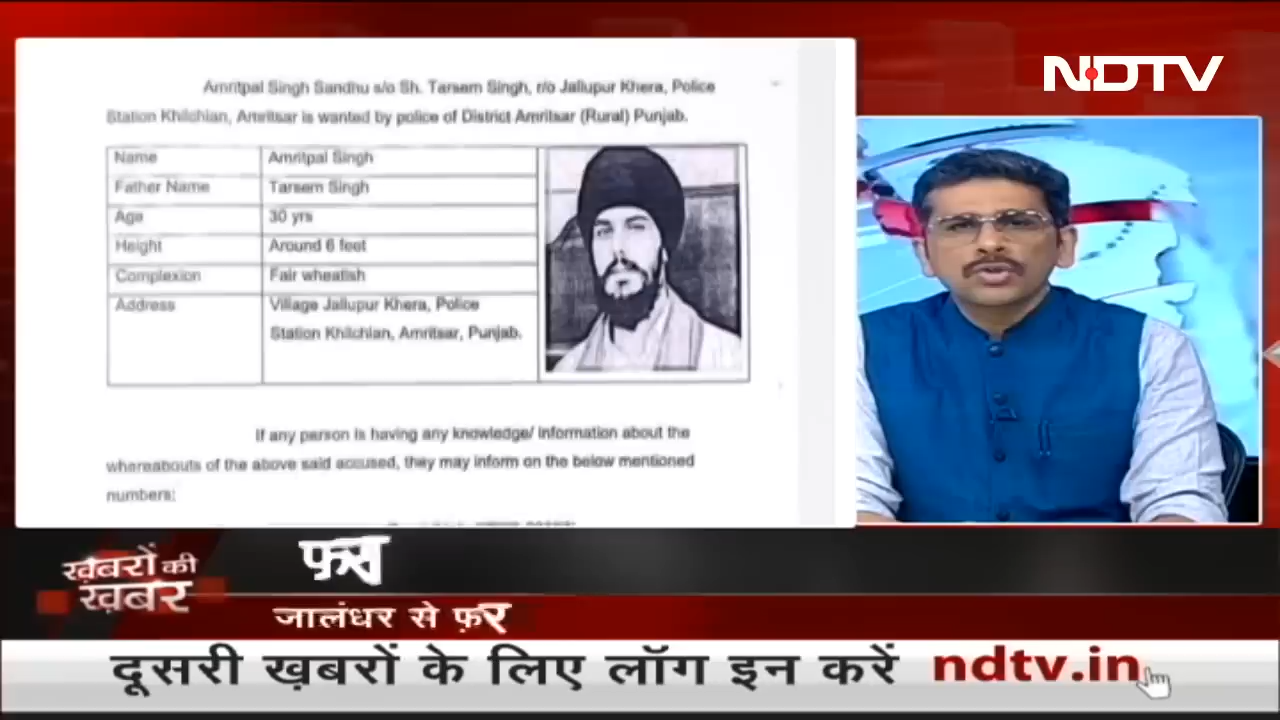 NDTV
Amritpal Singh Sandhu s/o Sh. Tarsem Singh, r/o Jallupur Khera, Police
Station Khilchian, Amritsar is wanted by police of District Amritsar (Rural) Punjab.
Name Amritpal Singh
Father Name Tarsem Singh
Age 30 yrs
Height Around 6 feet
Complexion Fair wheatish
Address Village Jallupur Khera, Police
Station Khilchian, Amritsar, Punjab.
If any person is having any knowledge/ information about the
whereabouts of the above said accused, they may inform on the below mentioned
numbers:
ख़बरों की
ख़बर
जालंधर से फ़र
दूसरी ख़बरों के लिए लॉग इन करें ndtv.in